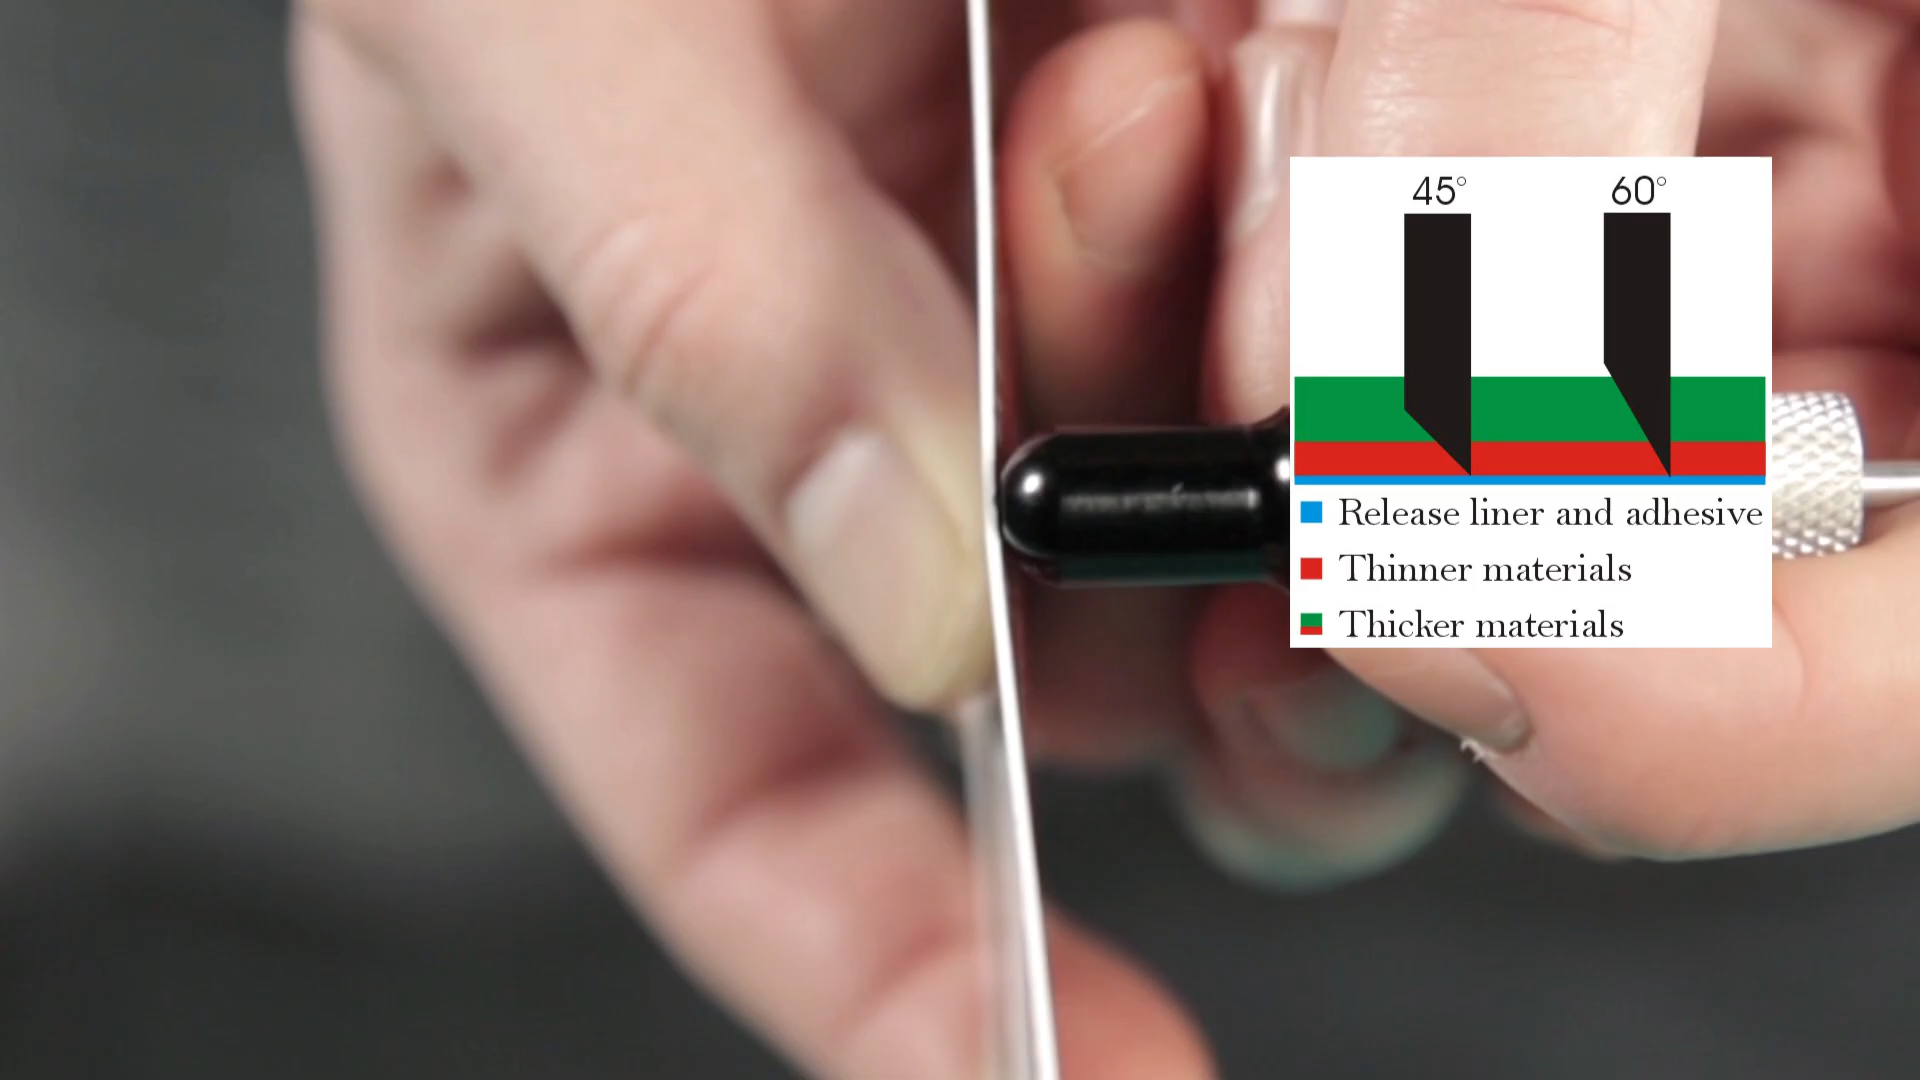 45° 60°
Release liner and adhesive
Thinner materials
Thicker materials